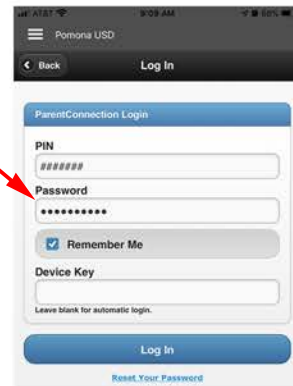 AT&T 9:09 AM 60%
Pomona USD
Back Log In
ParentConnection Login
PIN
#######
Password
••••••••••
Remember Me
Device Key
Leave blank for automatic login.
Log In
Reset Your Password